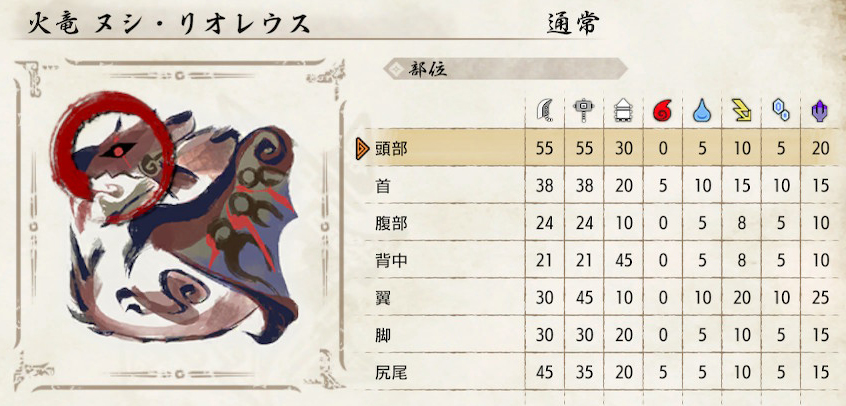 火竜 ヌシ・リオレウス 通常
部位
頭部 55 55 30 0 5 10 5 20
首 38 38 20 5 10 15 10 15
腹部 24 24 10 0 5 8 5 10
背中 21 21 45 0 5 8 5 10
翼 30 45 10 0 10 20 10 25
脚 30 30 20 0 5 10 5 15
尻尾 45 35 20 5 5 10 5 15